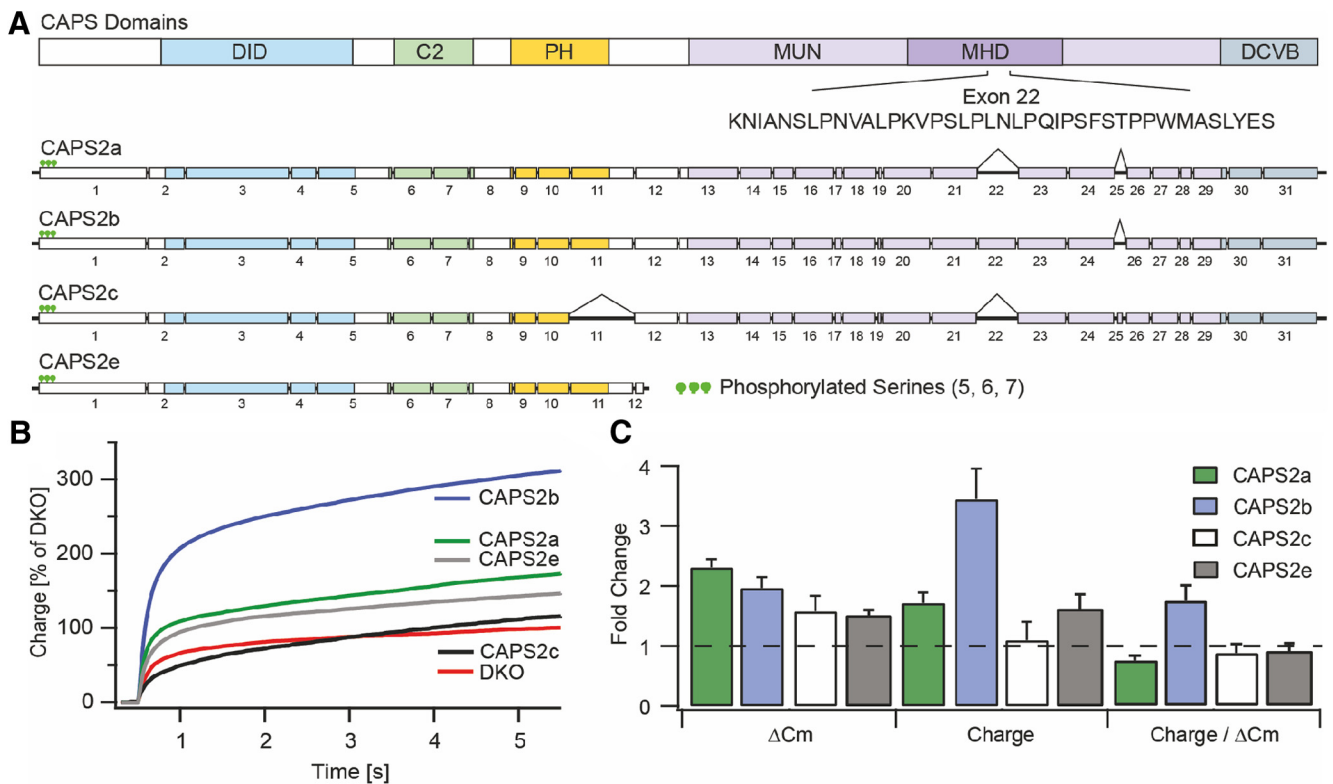 A
CAPS Domains
DID C2 PH MUN MHD DCVB
Exon 22
KNIANSLPNVALPKVPSLPLNLPQIPSFSTPPWMASLYES
CAPS2a
1 2 3 4 5 6 7 8 9 10 11 12 13 14 15 16 17 18 19 20 21 22 23 24 25 26 27 28 29 30 31
CAPS2b
1 2 3 4 5 6 7 8 9 10 11 12 13 14 15 16 17 18 19 20 21 22 23 24 26 27 28 29 30 31
CAPS2c
1 2 3 4 5 6 7 8 9 10 11 12 13 14 15 16 17 18 19 20 21 22 23 24 25 26 27 28 29 30 31
CAPS2e
1 2 3 4 5 6 7 8 9 10 11 12
Phosphorylated Serines (5, 6, 7)
B
Charge [% of DKO]
300
200
100
0
CAPS2b
CAPS2a
CAPS2e
CAPS2c
DKO
1 2 3 4 5
Time [s]
C
Fold Change
4
3
2
1
0
CAPS2a
CAPS2b
CAPS2c
CAPS2e
ΔCm Charge Charge / ΔCm